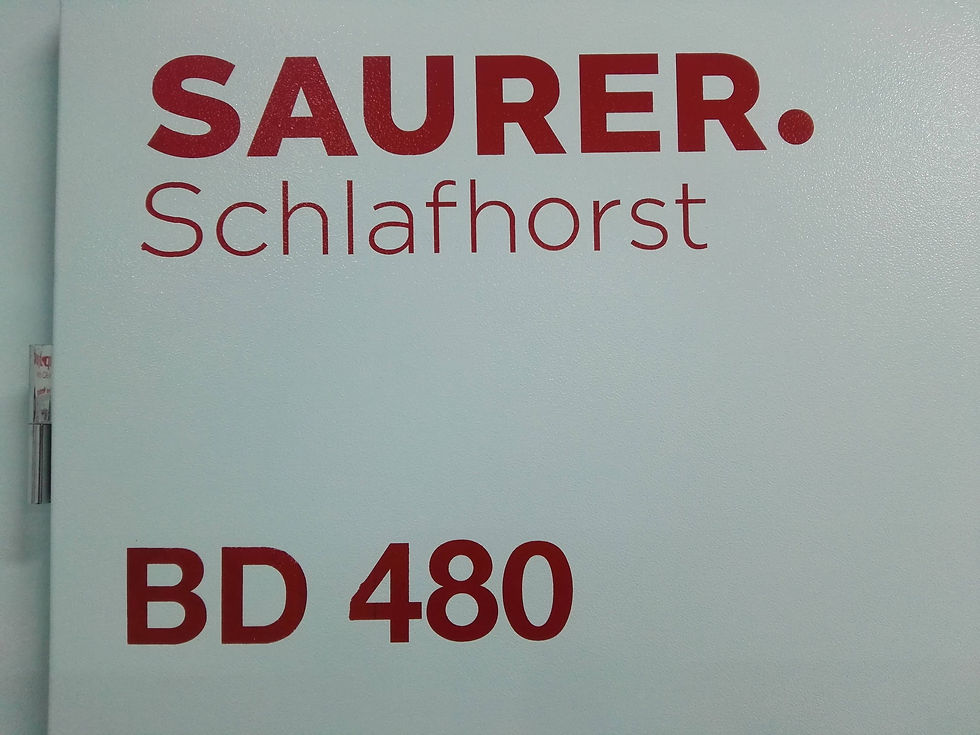 SAURER.
Schlafhorst
BD 480